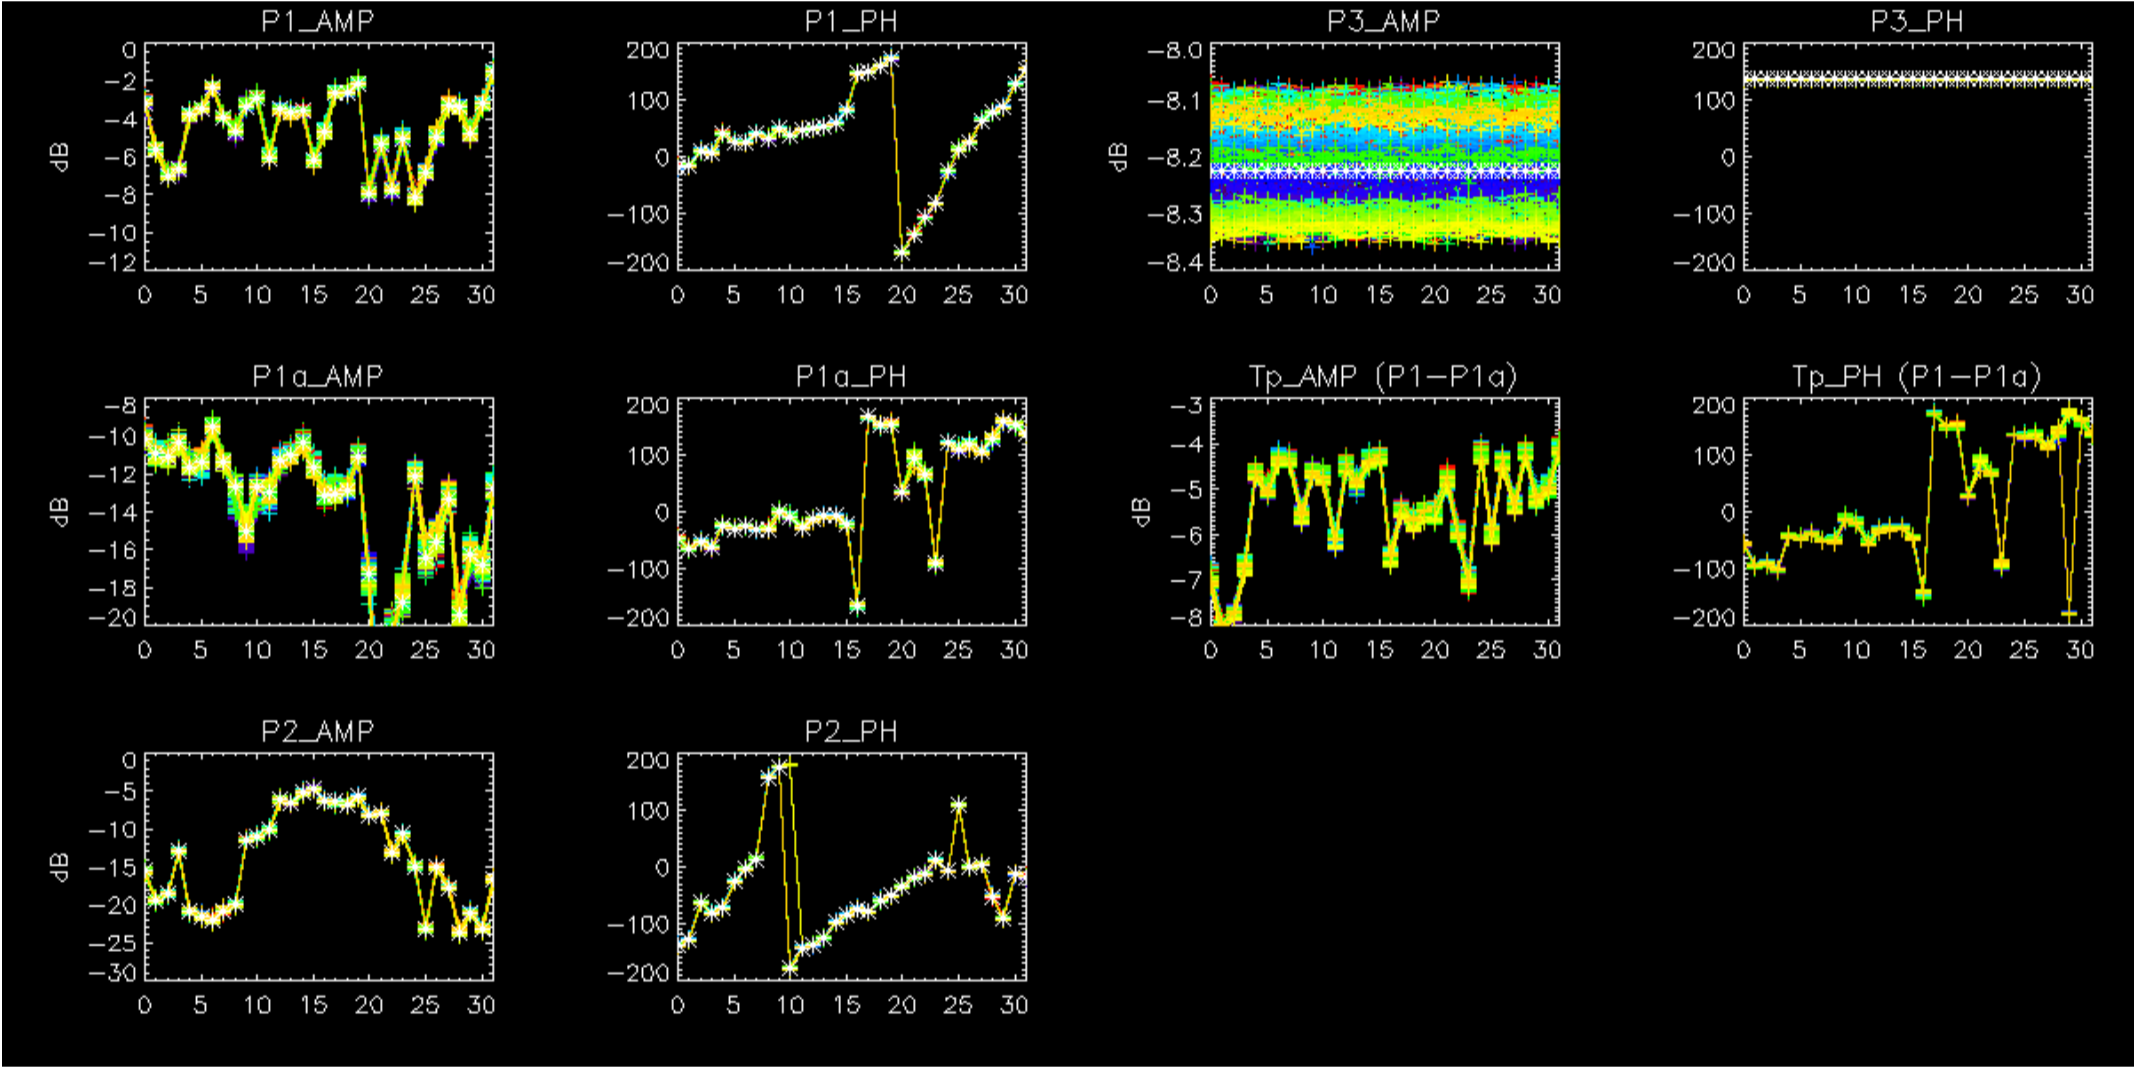 P1_AMP P1_PH P3_AMP P3_PH
0 200 -8.0 200
-2 100 -8.1 100
-4 0 -8.2 0
-6 -100 -8.3 -100
-8 -200 -8.4 -200
-10
-12
dB dB
0 5 10 15 20 25 30 0 5 10 15 20 25 30 0 5 10 15 20 25 30 0 5 10 15 20 25 30
P1a_AMP P1a_PH Tp_AMP (P1-P1a) Tp_PH (P1-P1a)
-8 200 -3 200
-10 100 -4 100
-12 0 -5 0
-14 -100 -6 -100
-16 -200 -7 -200
-18 -8
-20
dB dB
0 5 10 15 20 25 30 0 5 10 15 20 25 30 0 5 10 15 20 25 30 0 5 10 15 20 25 30
P2_AMP P2_PH
0 200
-5 100
-10 0
-15 -100
-20 -200
-25
-30
dB
0 5 10 15 20 25 30 0 5 10 15 20 25 30